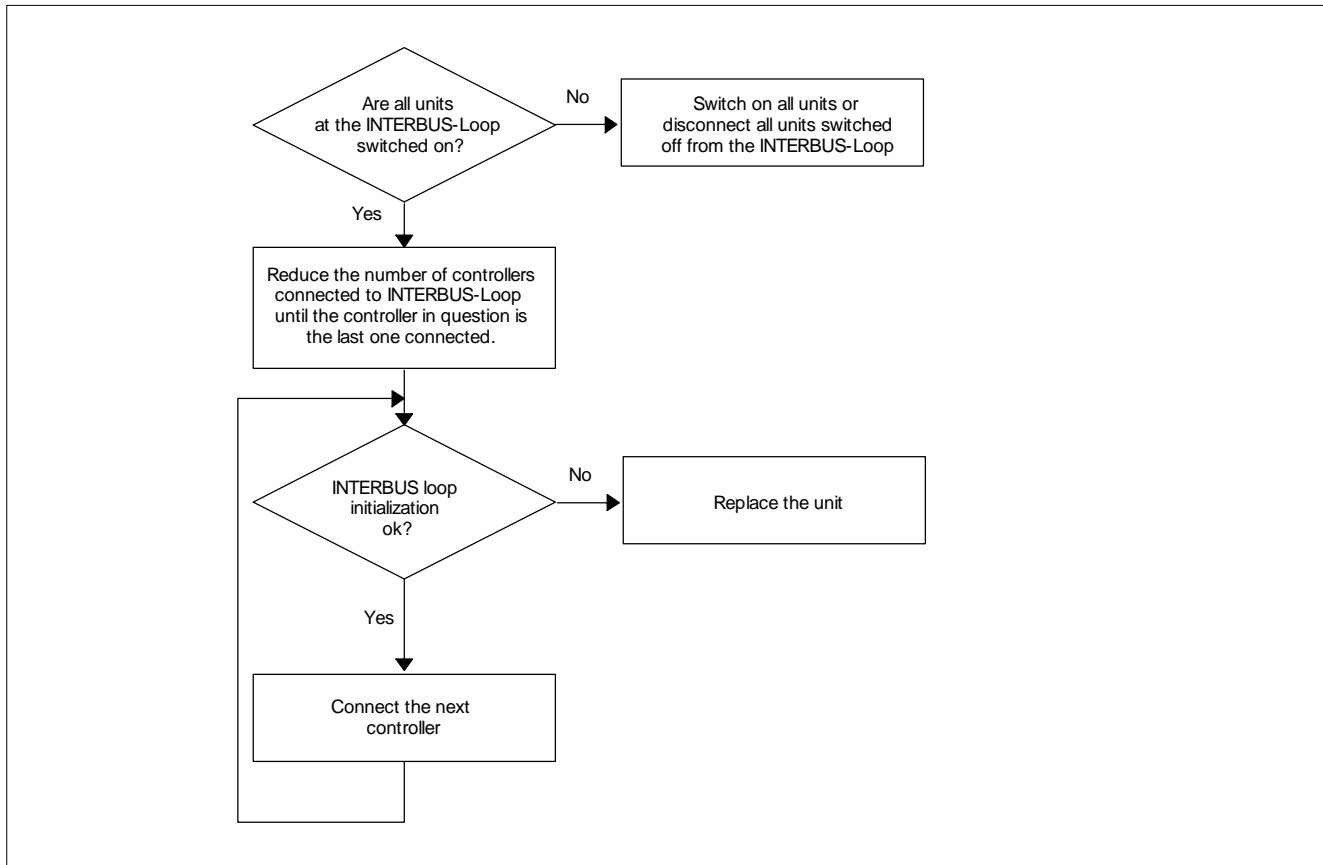 Are all units
at the INTERBUS-Loop
switched on?
No
Switch on all units or
disconnect all units switched
off from the INTERBUS-Loop
Yes
Reduce the number of controllers
connected to INTERBUS-Loop
until the controller in question is
the last one connected.
INTERBUS loop
initialization
ok?
No
Replace the unit
Yes
Connect the next
controller